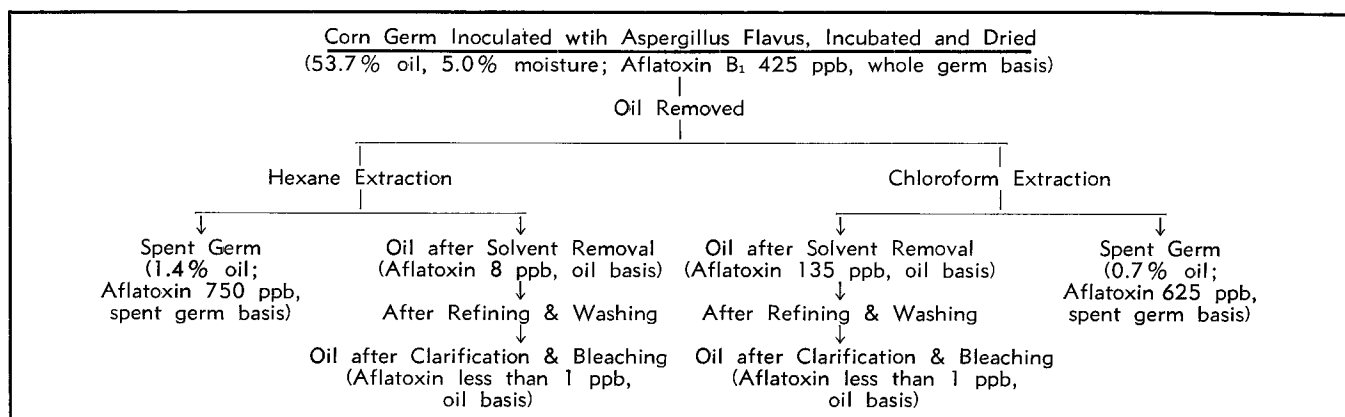 Corn Germ Inoculated wtih Aspergillus Flavus, Incubated and Dried
(53.7% oil, 5.0% moisture; Aflatoxin B₁ 425 ppb, whole germ basis)
Oil Removed
Hexane Extraction
Chloroform Extraction
Spent Germ
(1.4% oil;
Aflatoxin 750 ppb,
spent germ basis)
Oil after Solvent Removal
(Aflatoxin 8 ppb, oil basis)
After Refining & Washing
Oil after Clarification & Bleaching
(Aflatoxin less than 1 ppb,
oil basis)
Oil after Solvent Removal
(Aflatoxin 135 ppb, oil basis)
After Refining & Washing
Oil after Clarification & Bleaching
(Aflatoxin less than 1 ppb,
oil basis)
Spent Germ
(0.7% oil;
Aflatoxin 625 ppb,
spent germ basis)